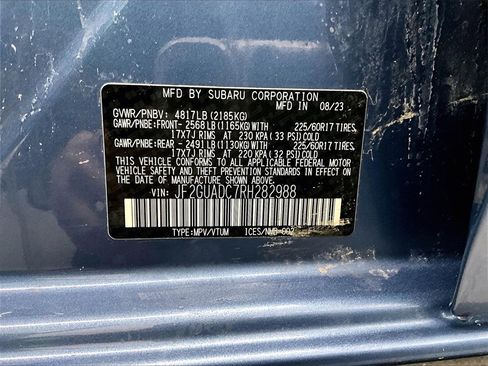 MFD BY SUBARU CORPORATION
MFD IN 08/23
GVWR/PNBV: 4817LB (2185KG)
GAWR/PNBE:FRONT- 2568LB(1165KG)WITH 225/60R17 TIRES,
17X7J RIMS AT 230 KPA (33 PSI)COLD
GAWR/PNBE:REAR - 2491LB(1130KG)WITH 225/60R17 TIRES,
17X7J RIMS AT 220 KPA (32 PSI)COLD
THIS VEHICLE CONFORMS TO ALL APPLICABLE FEDERAL MOTOR
VEHICLE SAFETY AND THEFT PREVENTION STANDARDS IN EFFECT
ON THE DATE OF MANUFACTURE SHOWN ABOVE.
VIN: JF2GUADC7RH282988
TYPE:MPV/VTUM ICES/NMB-002